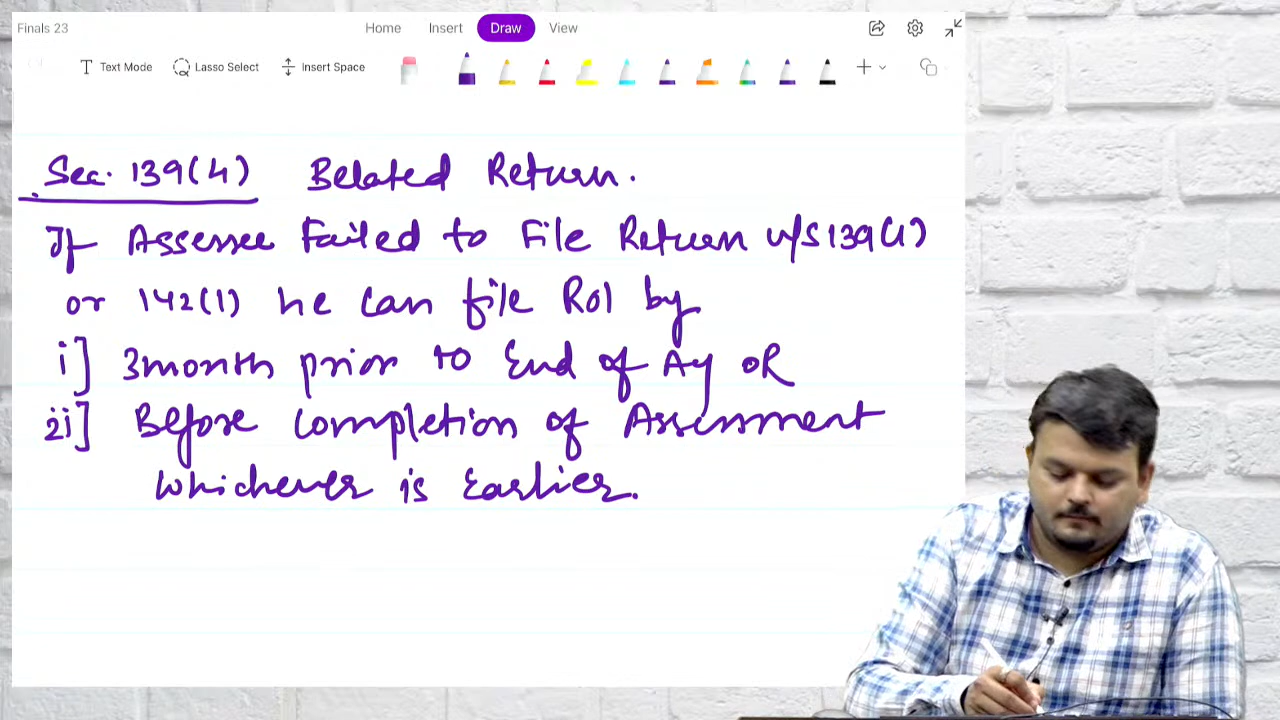 Finals 23
Home Insert Draw View
Text Mode Lasso Select Insert Space
Sec. 139(4) Belated Return.
If Assessee Failed to File Return u/s 139(1)
or 142(1) he can file RoI by
i] 3month prior to End of Ay OR
ii] Before completion of Assessment
whichever is Earlier.